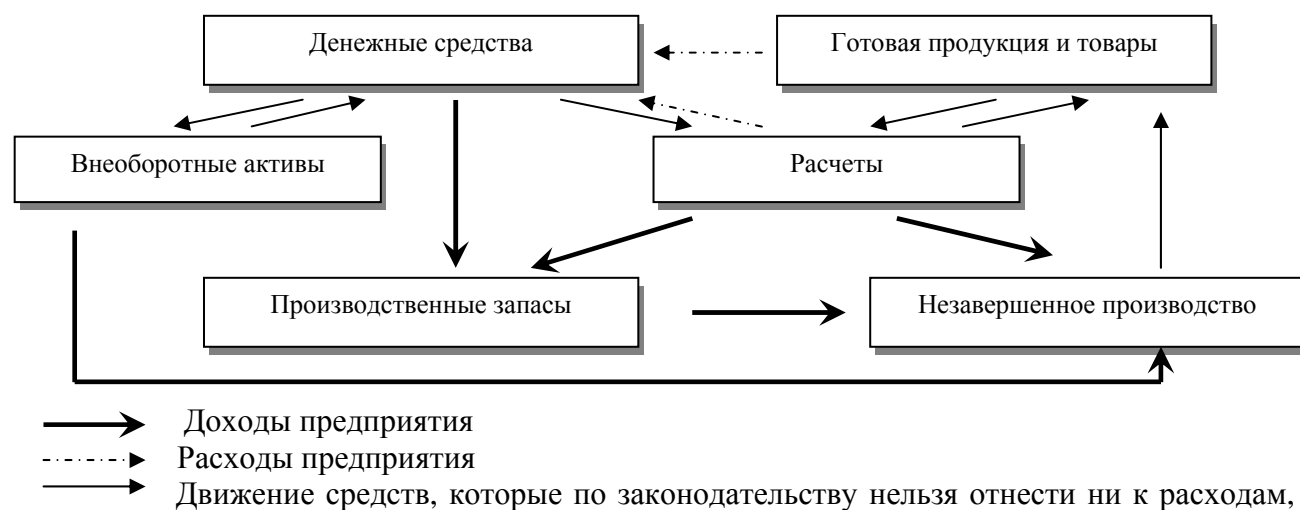 Денежные средства
Готовая продукция и товары
Внеоборотные активы
Расчеты
Производственные запасы
Незавершенное производство
Доходы предприятия
Расходы предприятия
Движение средств, которые по законодательству нельзя отнести ни к расходам,